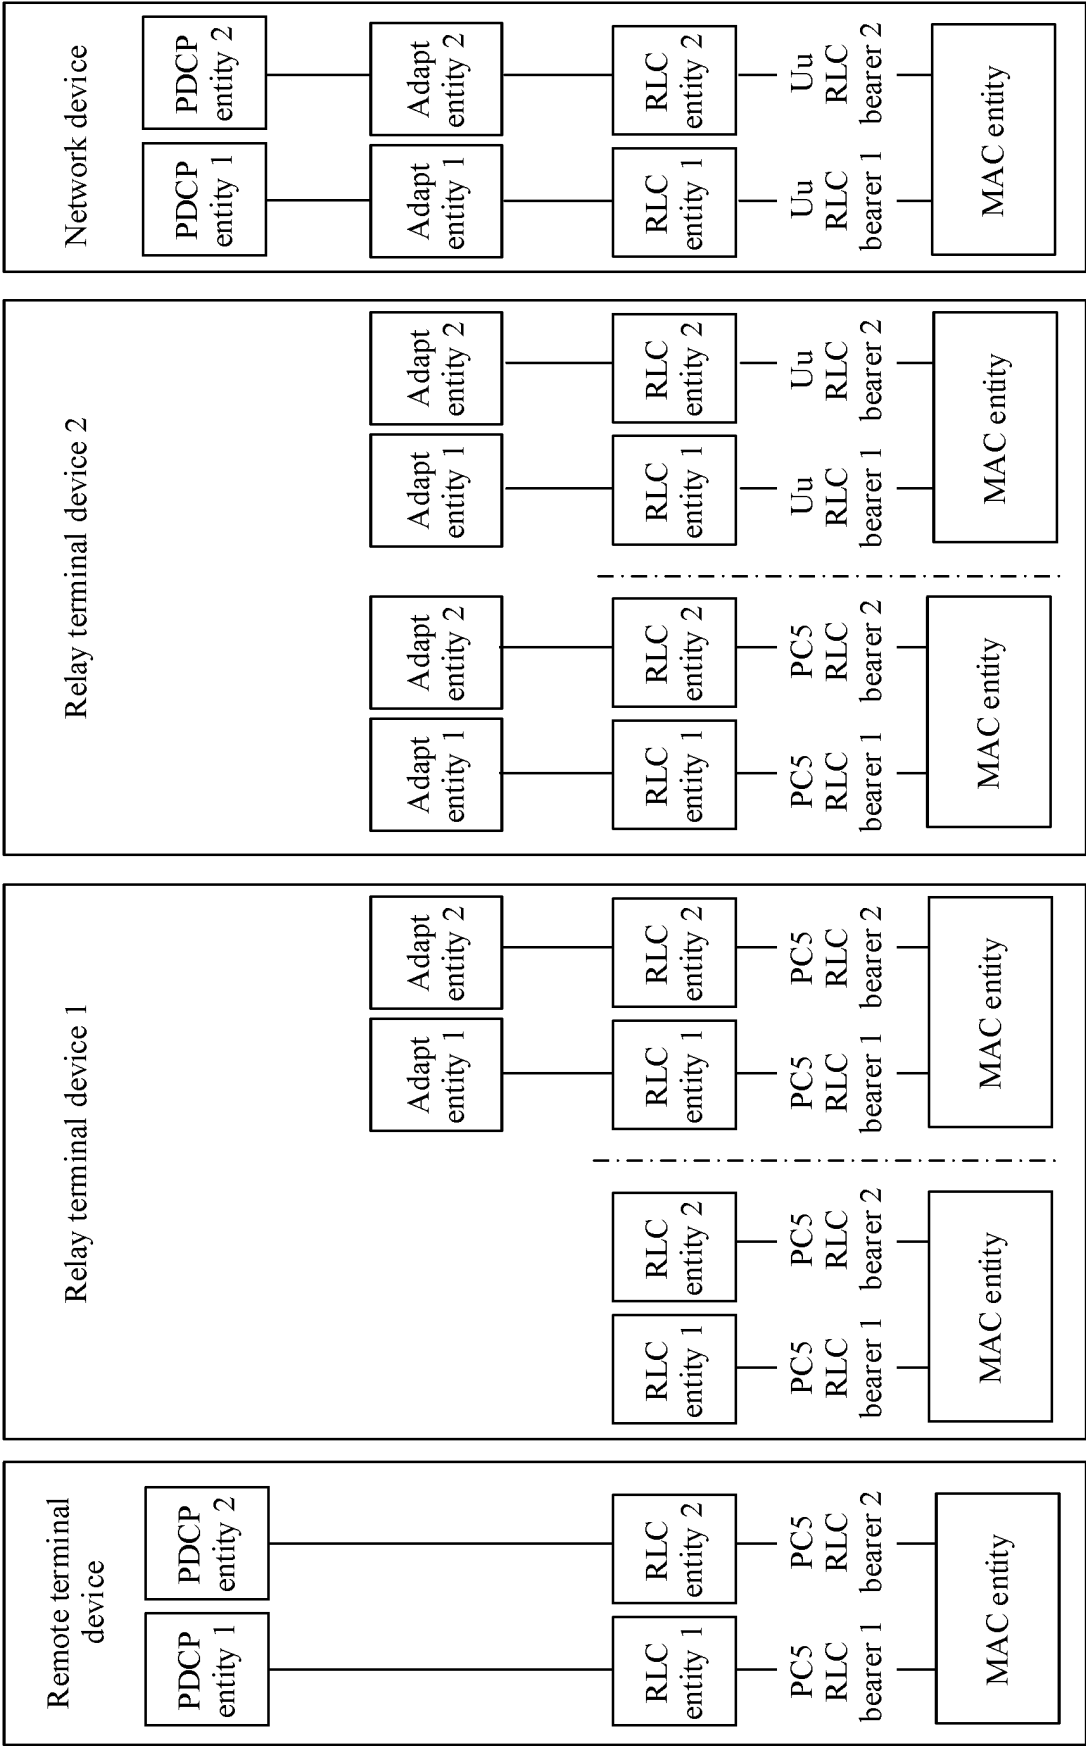 Remote terminal
device
PDCP
entity 1
PDCP
entity 2
RLC
entity 1
RLC
entity 2
PC5
RLC
bearer 1
PC5
RLC
bearer 2
MAC entity
Relay terminal device 1
RLC
entity 1
RLC
entity 2
PC5
RLC
bearer 1
PC5
RLC
bearer 2
MAC entity
Adapt
entity 1
Adapt
entity 2
RLC
entity 1
RLC
entity 2
PC5
RLC
bearer 1
PC5
RLC
bearer 2
MAC entity
Relay terminal device 2
Adapt
entity 1
Adapt
entity 2
RLC
entity 1
RLC
entity 2
PC5
RLC
bearer 1
PC5
RLC
bearer 2
MAC entity
Adapt
entity 1
Adapt
entity 2
RLC
entity 1
RLC
entity 2
Uu
RLC
bearer 1
Uu
RLC
bearer 2
MAC entity
Network device
PDCP
entity 1
PDCP
entity 2
Adapt
entity 1
Adapt
entity 2
RLC
entity 1
RLC
entity 2
Uu
RLC
bearer 1
Uu
RLC
bearer 2
MAC entity